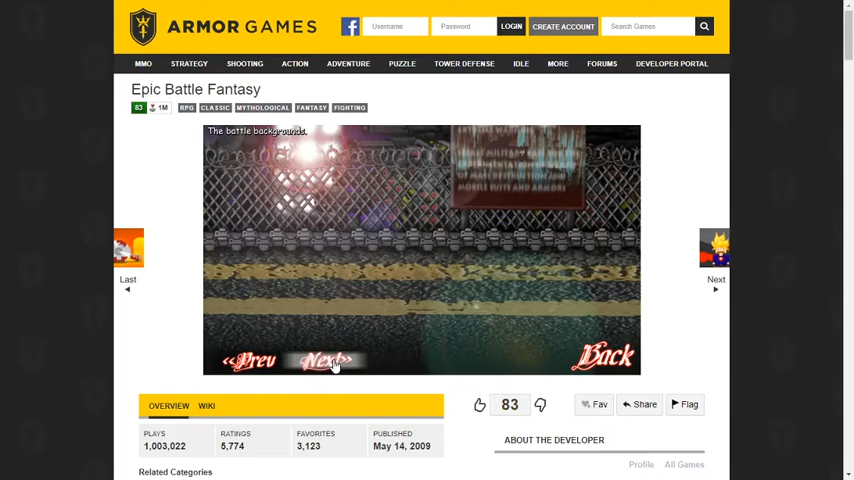 ARMOR GAMES
Username
Password
LOGIN
CREATE ACCOUNT
Search Games
MMO STRATEGY SHOOTING ACTION ADVENTURE PUZZLE TOWER DEFENSE IDLE MORE FORUMS DEVELOPER PORTAL
Epic Battle Fantasy
83 1M RPG CLASSIC MYTHOLOGICAL FANTASY FIGHTING
The battle backgrounds.
Last
Next
<<Prev Next>> Back
OVERVIEW WIKI
83
Fav Share Flag
PLAYS RATINGS FAVORITES PUBLISHED
1,003,022 5,774 3,123 May 14, 2009
ABOUT THE DEVELOPER
Profile All Games
Related Categories